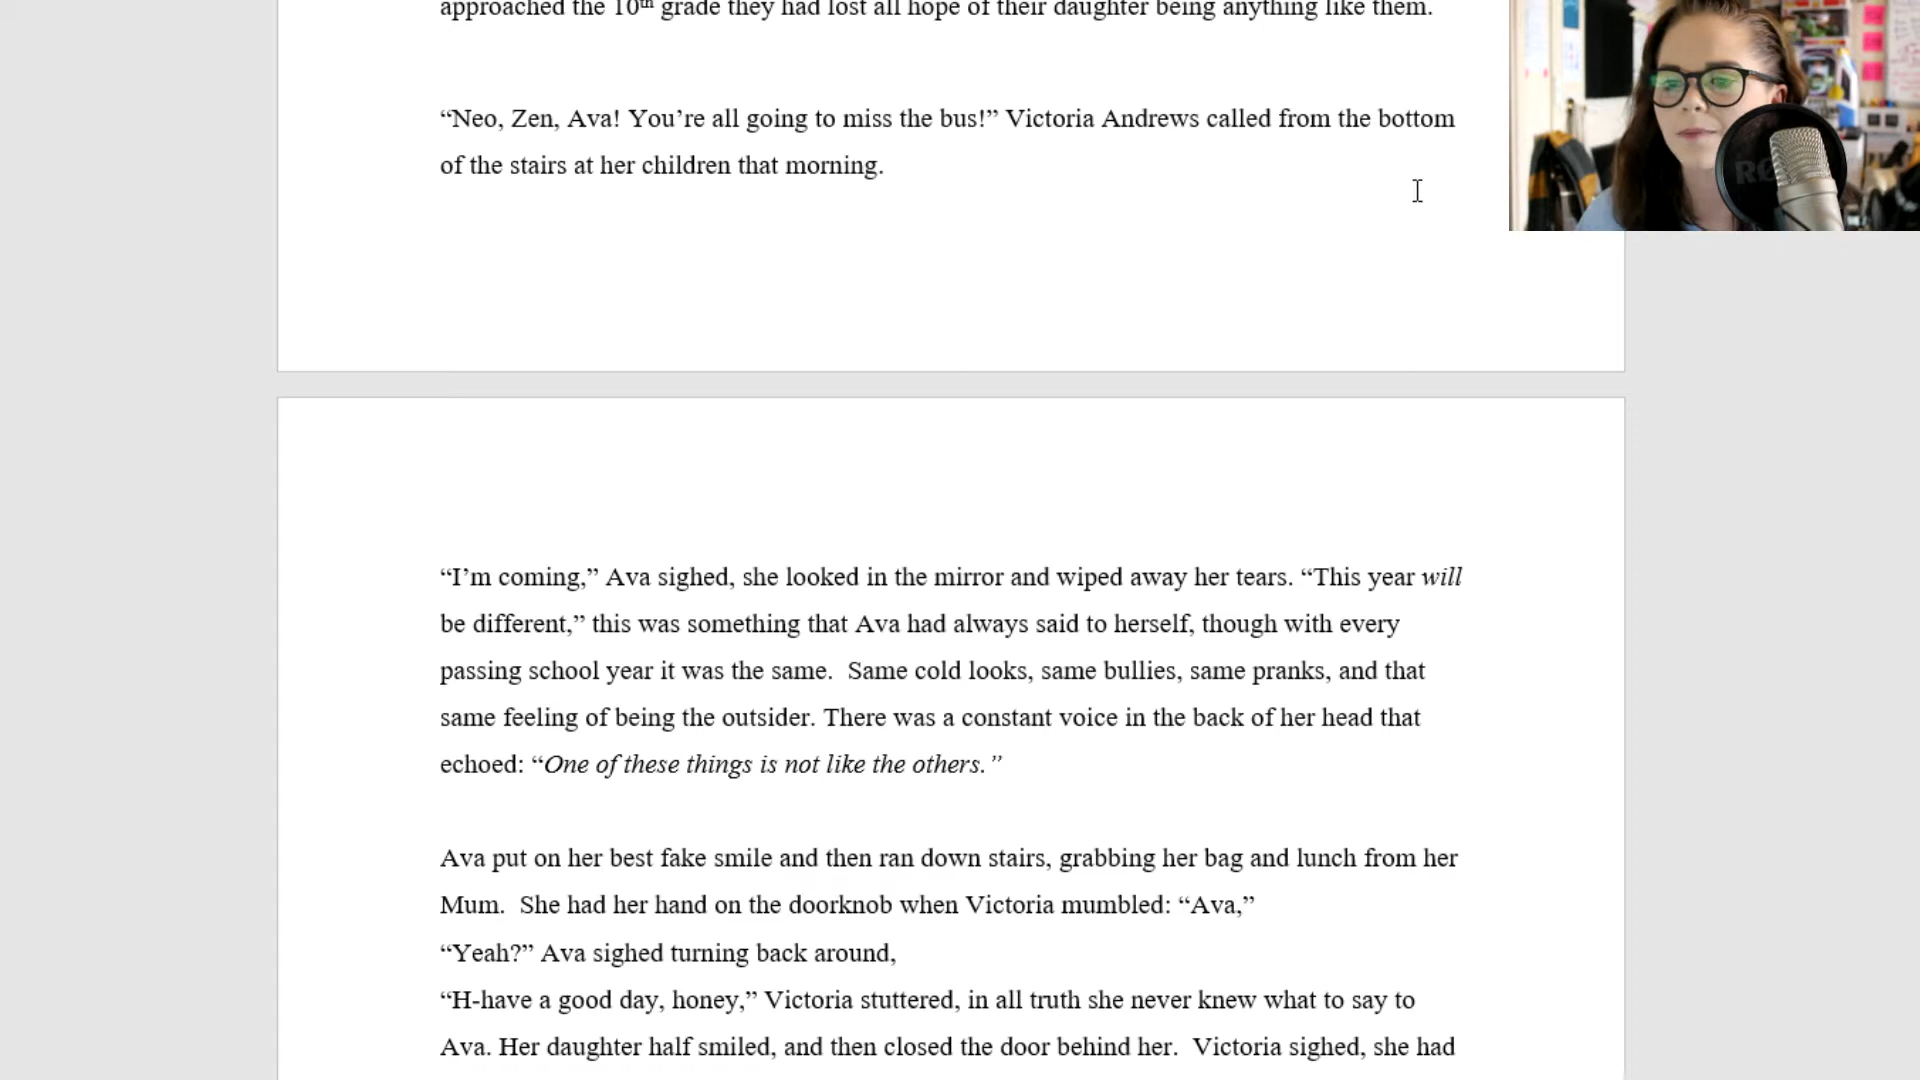 approached the 10th grade they had lost all hope of their daughter being anything like them.
“Neo, Zen, Ava! You’re all going to miss the bus!” Victoria Andrews called from the bottom
of the stairs at her children that morning.
“I’m coming,” Ava sighed, she looked in the mirror and wiped away her tears. “This year will
be different,” this was something that Ava had always said to herself, though with every
passing school year it was the same.  Same cold looks, same bullies, same pranks, and that
same feeling of being the outsider. There was a constant voice in the back of her head that
echoed: “One of these things is not like the others.”
Ava put on her best fake smile and then ran down stairs, grabbing her bag and lunch from her
Mum.  She had her hand on the doorknob when Victoria mumbled: “Ava,”
“Yeah?” Ava sighed turning back around,
“H-have a good day, honey,” Victoria stuttered, in all truth she never knew what to say to
Ava. Her daughter half smiled, and then closed the door behind her.  Victoria sighed, she had